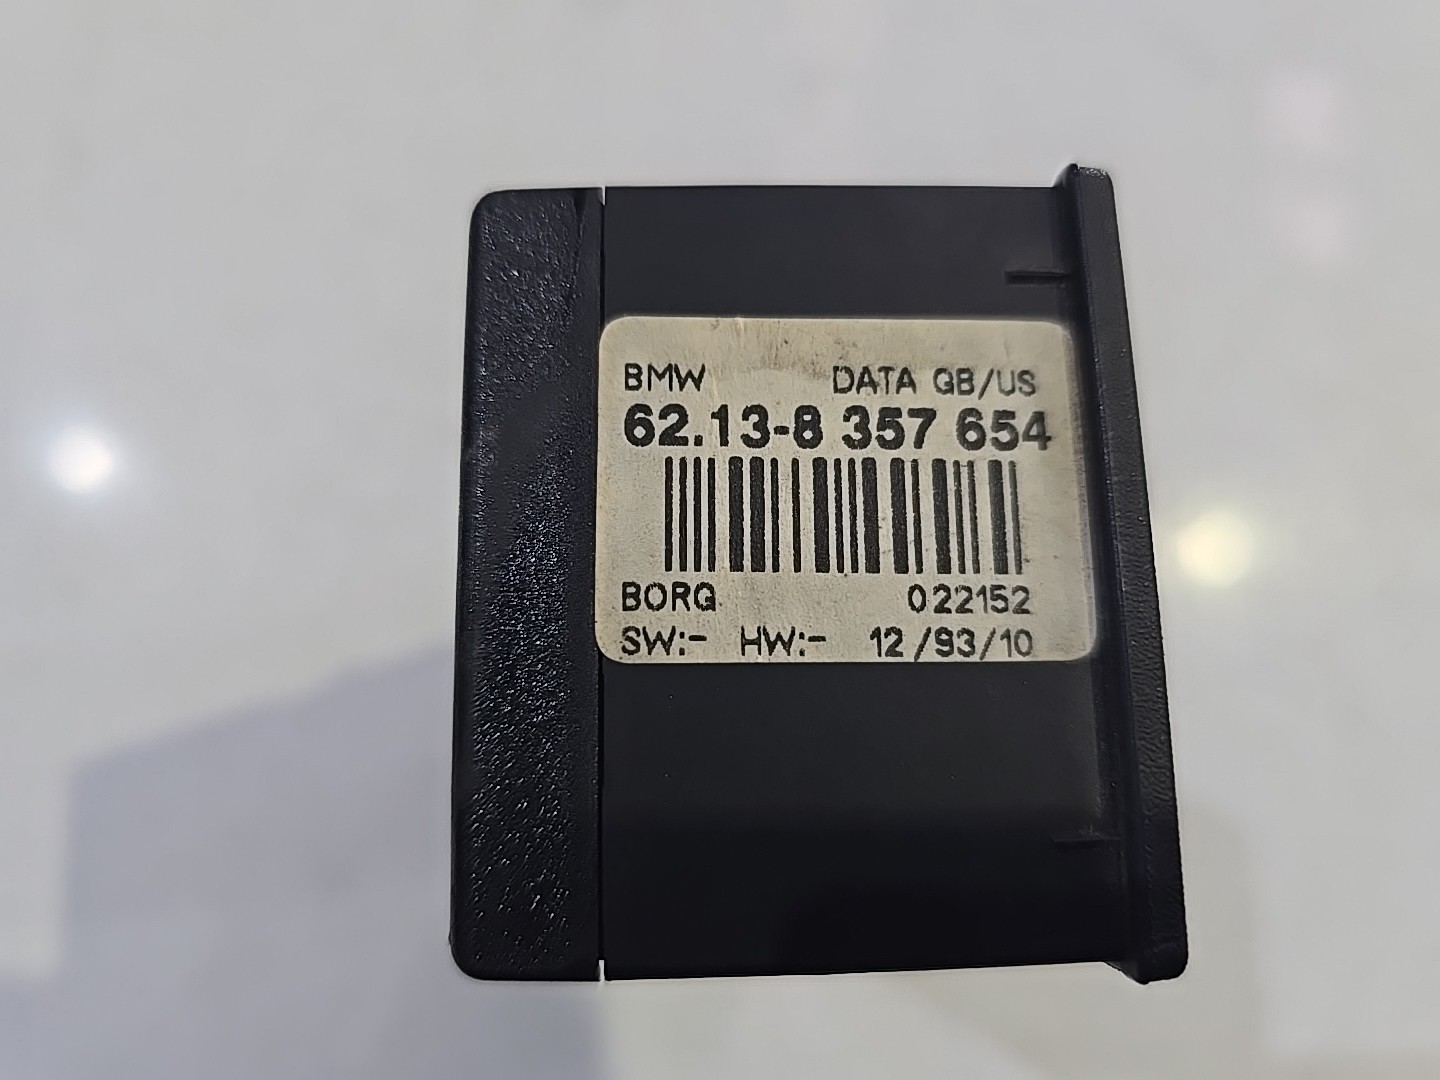 BMW DATA GB/US
62.13-8 357 654
BORG 022152
SW:- HW:- 12/93/10